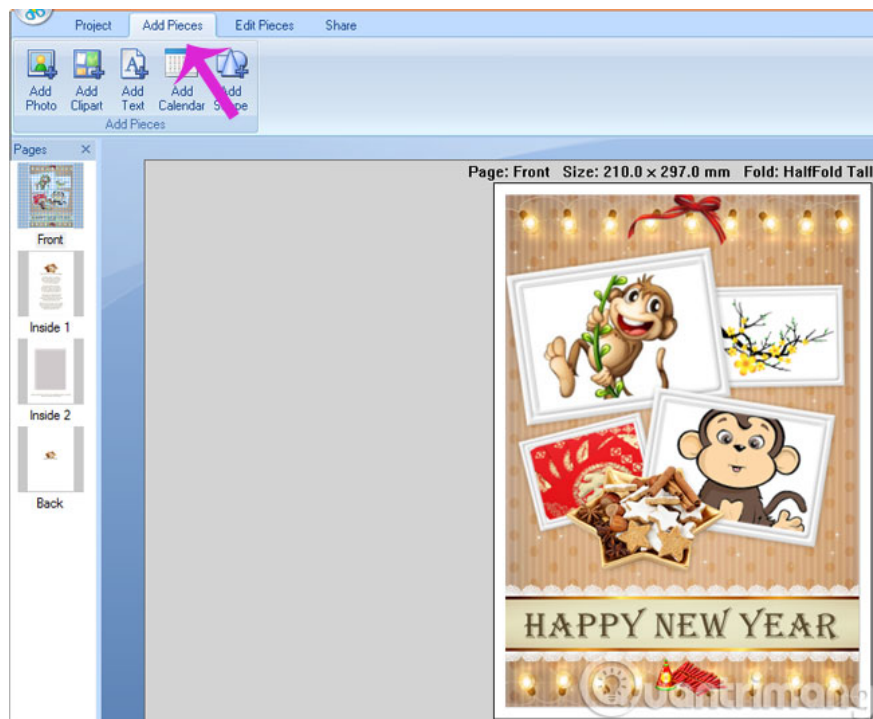 Project Add Pieces Edit Pieces Share
Add Photo
Add Clipart
Add Text
Add Calendar
Add
Add Pieces
Pages
Page: Front Size: 210.0 x 297.0 mm Fold: HalfFold Tall
Front
Inside 1
Inside 2
Back
HAPPY NEW YEAR
Quantrimang